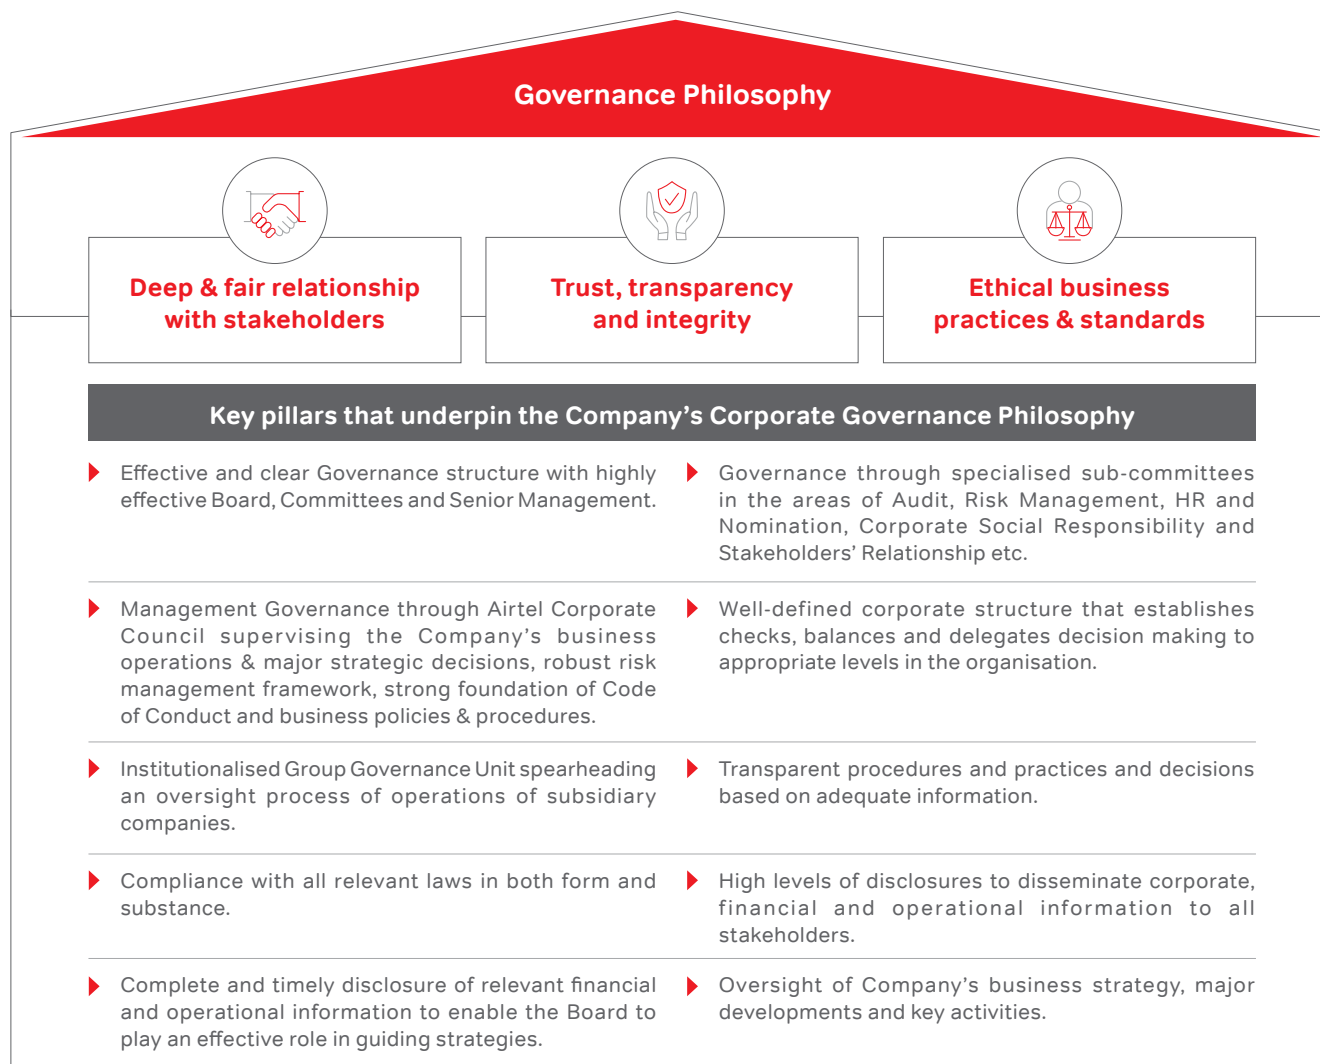 Governance Philosophy
Deep & fair relationship
with stakeholders
Trust, transparency
and integrity
Ethical business
practices & standards
Key pillars that underpin the Company’s Corporate Governance Philosophy
Effective and clear Governance structure with highly
effective Board, Committees and Senior Management.
Governance through specialised sub-committees
in the areas of Audit, Risk Management, HR and
Nomination, Corporate Social Responsibility and
Stakeholders’ Relationship etc.
Management Governance through Airtel Corporate
Council supervising the Company’s business
operations & major strategic decisions, robust risk
management framework, strong foundation of Code
of Conduct and business policies & procedures.
Well-defined corporate structure that establishes
checks, balances and delegates decision making to
appropriate levels in the organisation.
Institutionalised Group Governance Unit spearheading
an oversight process of operations of subsidiary
companies.
Transparent procedures and practices and decisions
based on adequate information.
Compliance with all relevant laws in both form and
substance.
High levels of disclosures to disseminate corporate,
financial and operational information to all
stakeholders.
Complete and timely disclosure of relevant financial
and operational information to enable the Board to
play an effective role in guiding strategies.
Oversight of Company’s business strategy, major
developments and key activities.